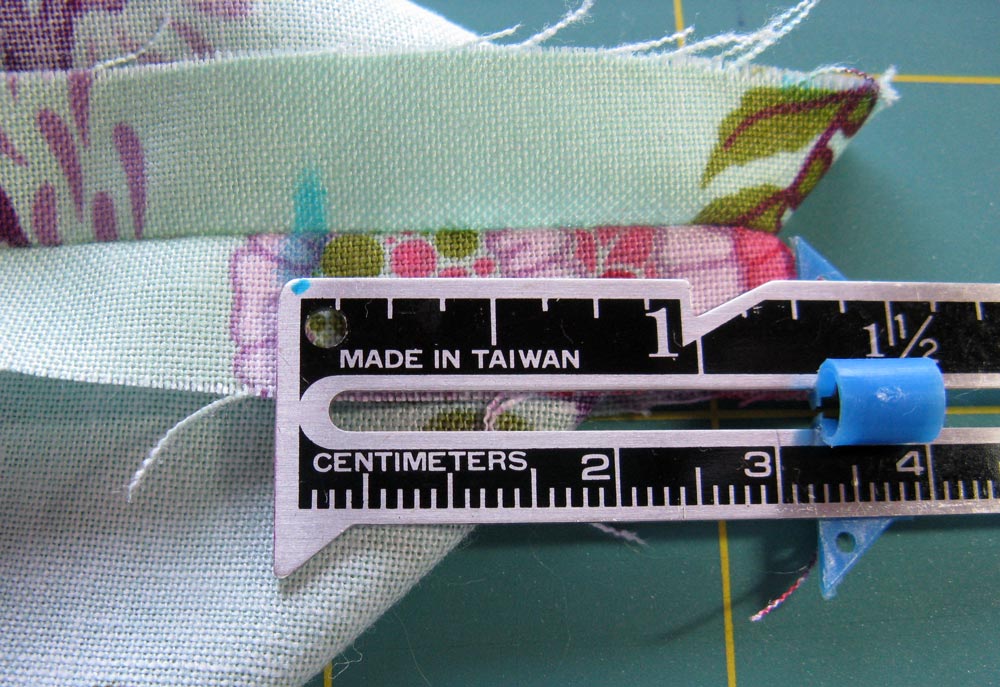 1 1½
MADE IN TAIWAN
CENTIMETERS 2 3 4